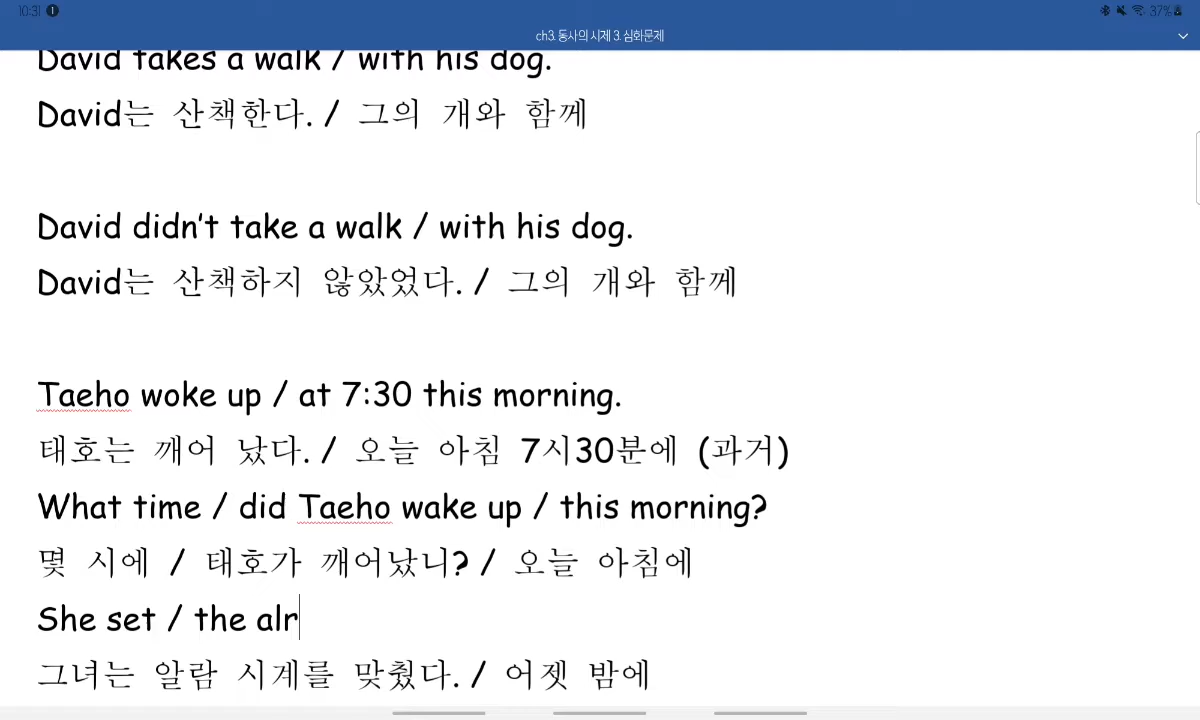 10:31 1 37%
ch3. 동사의 시제 3. 심화문제
David takes a walk / with his dog.
David는 산책한다. / 그의 개와 함께
David didn't take a walk / with his dog.
David는 산책하지 않았었다. / 그의 개와 함께
Taeho woke up / at 7:30 this morning.
태호는 깨어 났다. / 오늘 아침 7시30분에 (과거)
What time / did Taeho wake up / this morning?
몇 시에 / 태호가 깨어났니? / 오늘 아침에
She set / the alr
그녀는 알람 시계를 맞췄다. / 어젯 밤에